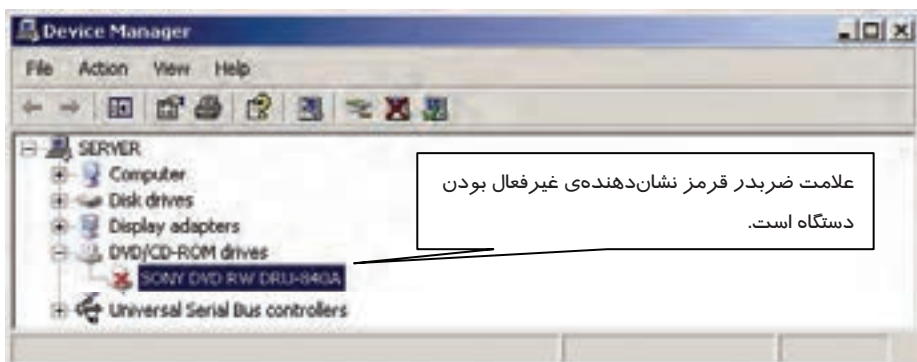 Device Manager
File Action View Help
SERVER
Computer
Disk drives
Display adapters
DVD/CD-ROM drives
SONY DVD RW DRU-840A
Universal Serial Bus controllers
علامت ضربدر قرمز نشان‌دهنده‌ی غیرفعال بودن
دستگاه است.